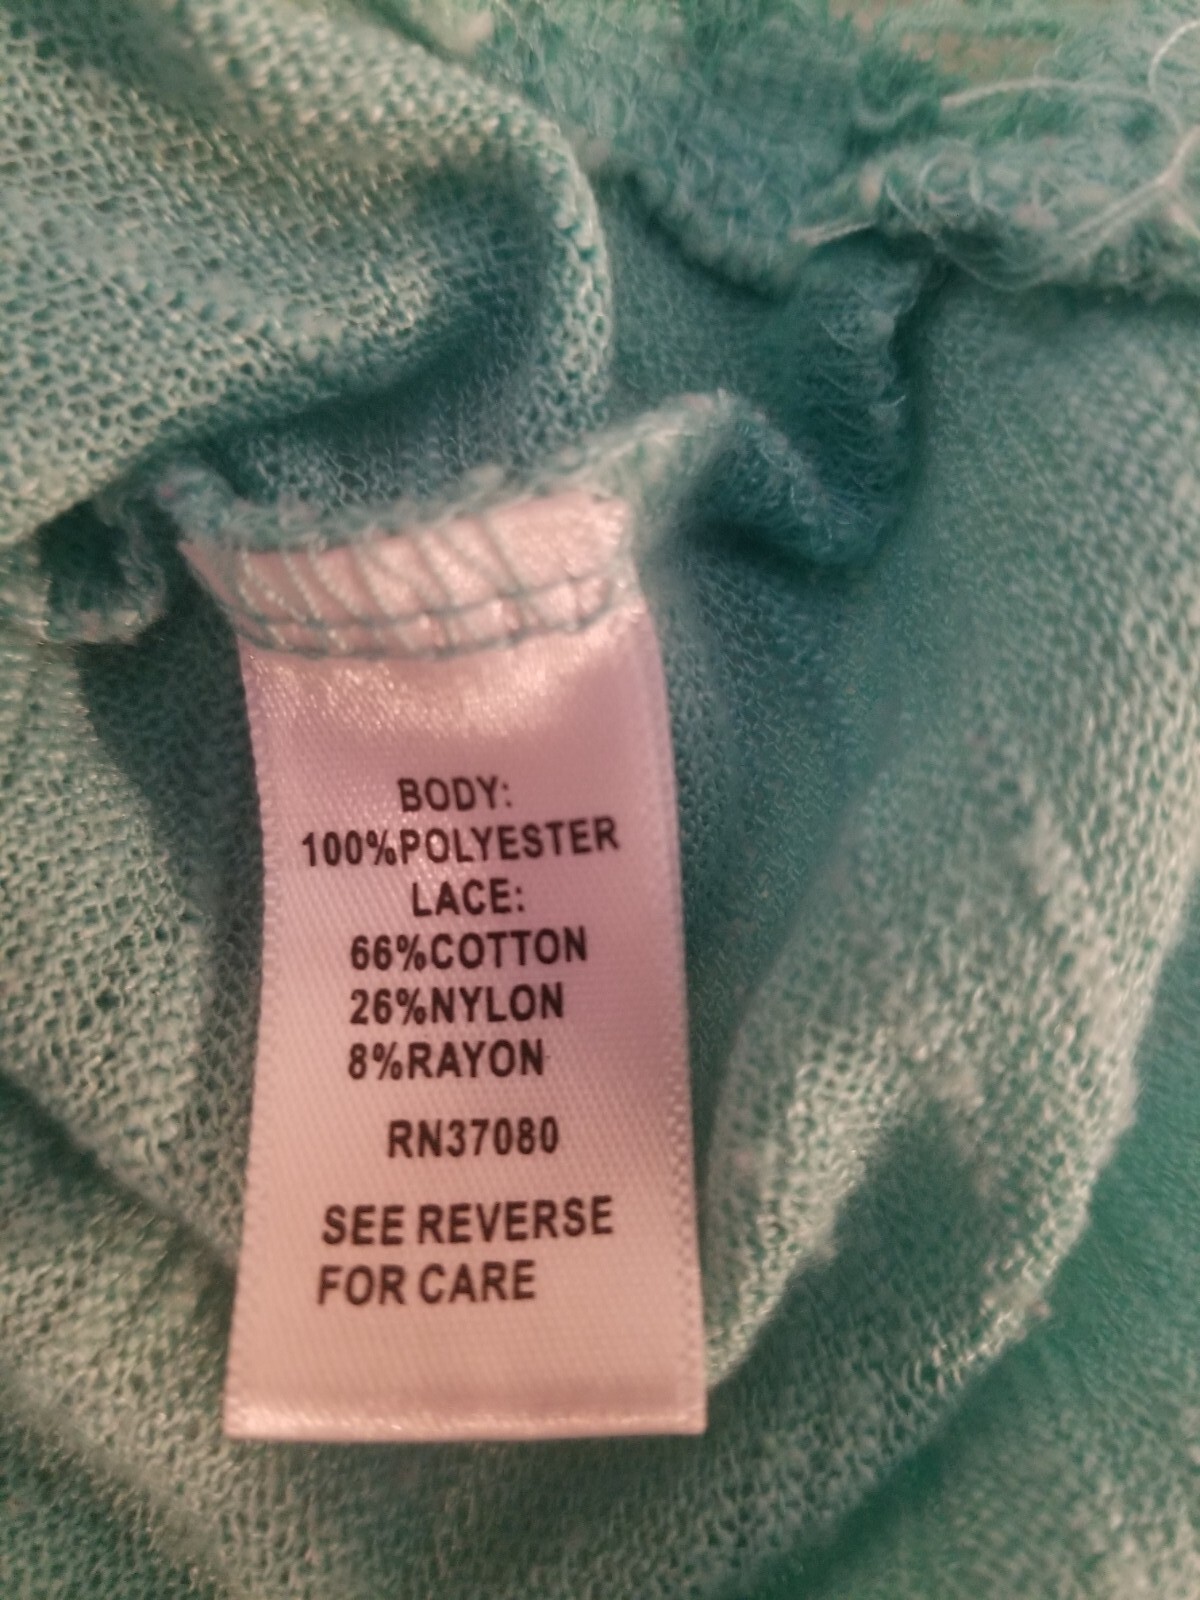 BODY:
100%POLYESTER
LACE:
66%COTTON
26%NYLON
8%RAYON
RN37080
SEE REVERSE
FOR CARE